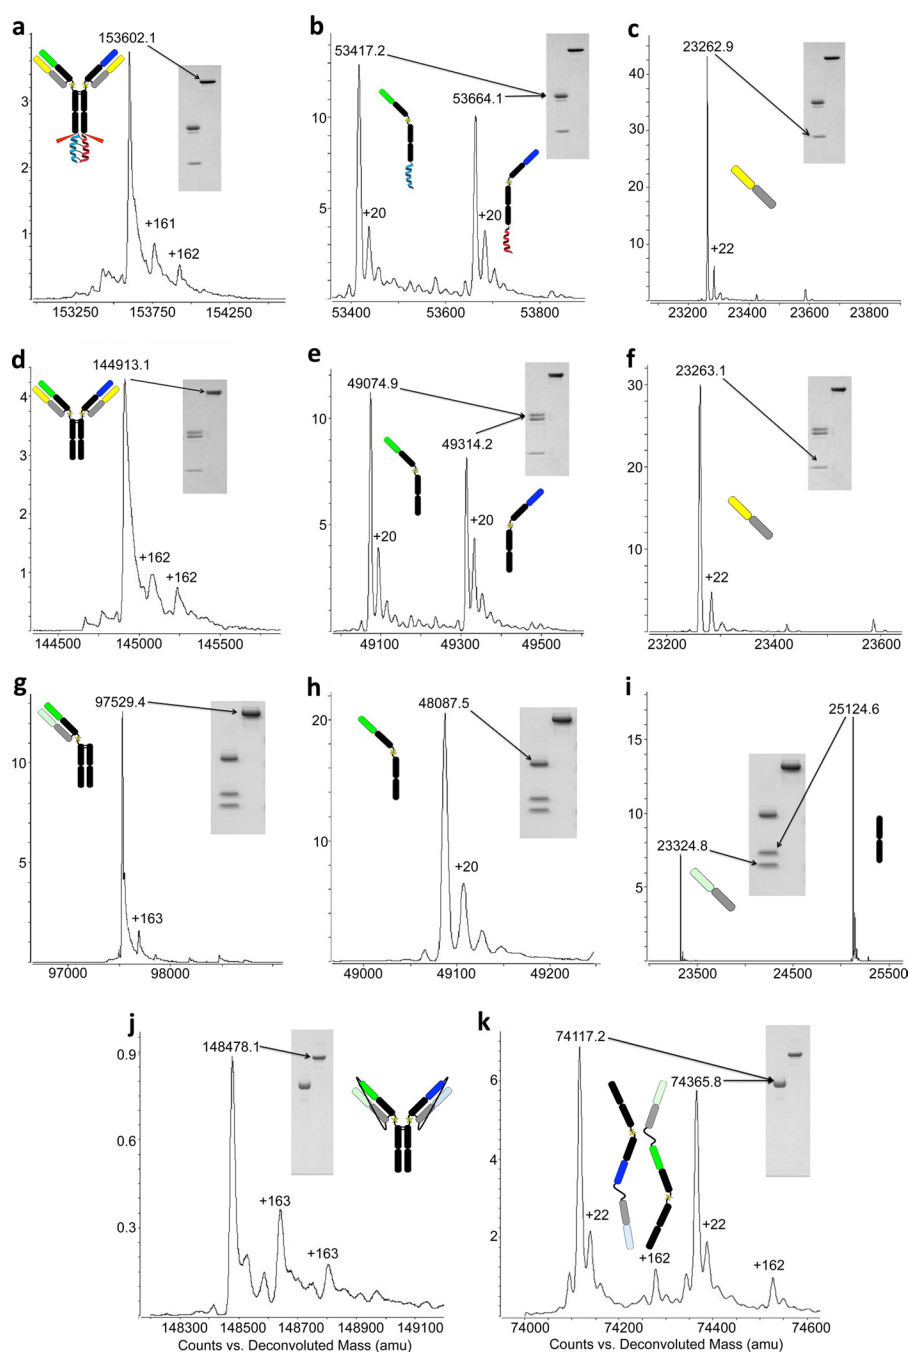 a
153602.1
3
2
1
+161
+162
153250 153750 154250
b
53417.2
53664.1
10
5
+20
+20
53400 53600 53800
c
23262.9
40
30
20
10
+22
23200 23400 23600 23800
d
144913.1
4
3
2
1
+162
+162
144500 145000 145500
e
49074.9
49314.2
10
5
+20
+20
49100 49300 49500
f
23263.1
30
20
10
+22
23200 23400 23600
g
97529.4
10
5
+163
97000 98000
h
48087.5
20
10
+20
49000 49100 49200
i
25124.6
15
10
5
23324.8
23500 24500 25500
j
148478.1
0.9
0.6
0.3
+163
+163
148300 148500 148700 148900 149100
Counts vs. Deconvoluted Mass (amu)
k
74117.2
74365.8
6
4
2
+22
+22
+162
+162
74000 74200 74400 74600
Counts vs. Deconvoluted Mass (amu)